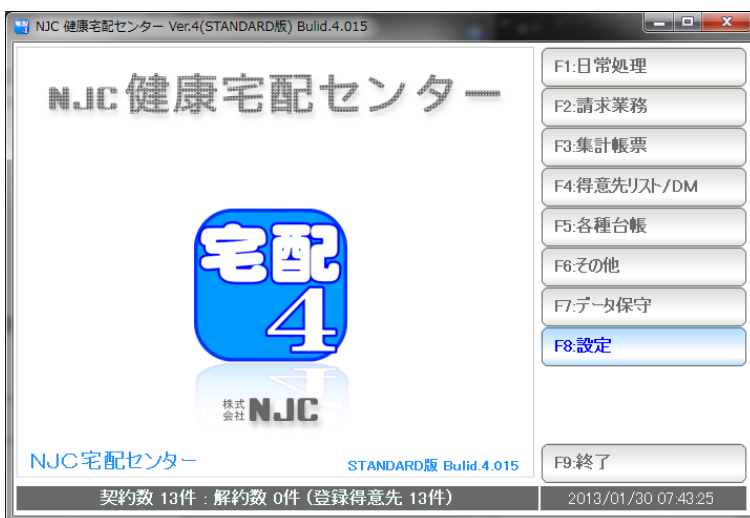 NJC 健康宅配センター Ver.4(STANDARD版) Bulid.4.015
NJC 健康宅配センター
宅配
4
株式会社 NJC
NJC宅配センター
STANDARD版 Bulid.4.015
F1:日常処理
F2:請求業務
F3:集計帳票
F4:得意先リスト/DM
F5:各種台帳
F6:その他
F7:データ保守
F8:設定
F9:終了
契約数 13件 : 解約数 0件 (登録得意先 13件)
2013/01/30 07:43:25